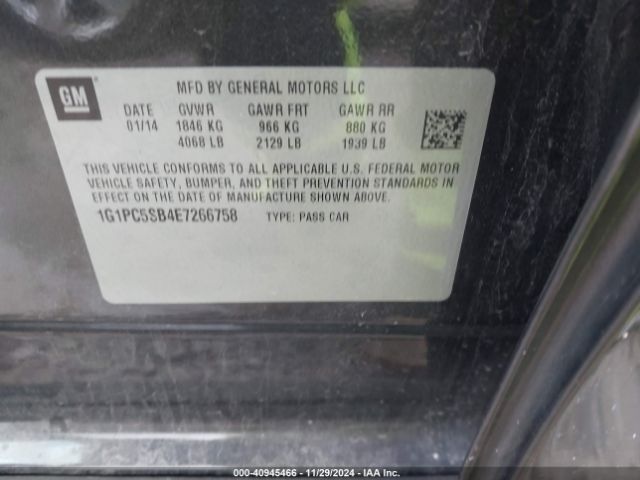 GM
MFD BY GENERAL MOTORS LLC
DATE GVWR GAWR FRT GAWR RR
01/14 1846 KG 966 KG 880 KG
4068 LB 2129 LB 1939 LB
THIS VEHICLE CONFORMS TO ALL APPLICABLE U.S. FEDERAL MOTOR
VEHICLE SAFETY, BUMPER, AND THEFT PREVENTION STANDARDS
IN EFFECT ON THE DATE OF MANUFACTURE SHOWN ABOVE.
1G1PC5SB4E7266758 TYPE: PASS CAR
000-40945466 - 11/29/2024 - IAA Inc.